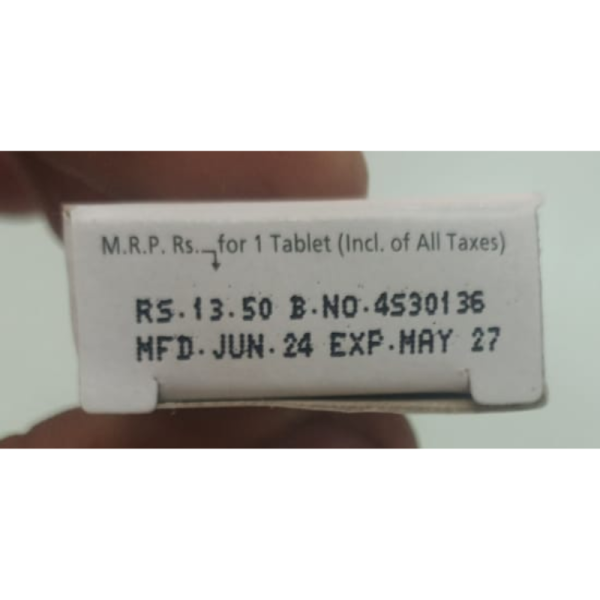 M.R.P. Rs. for 1 Tablet (Incl. of All Taxes)
RS.13.50 B.NO.4S30136
MFD.JUN.24 EXP.MAY 27